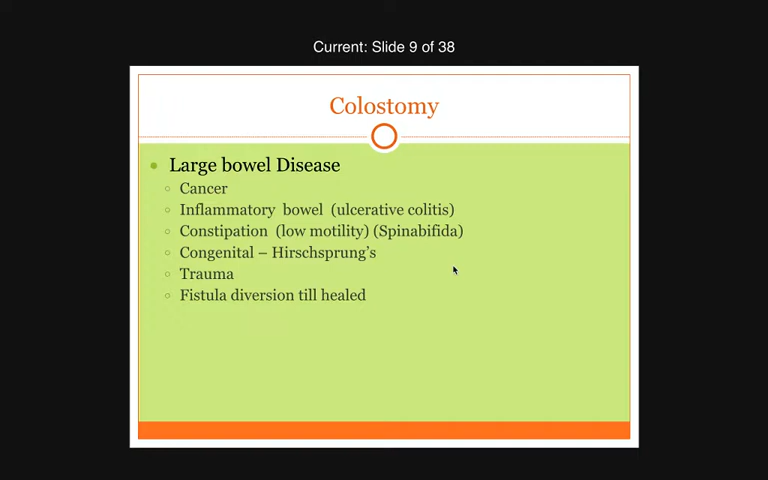 Current: Slide 9 of 38
Colostomy
Large bowel Disease
Cancer
Inflammatory bowel (ulcerative colitis)
Constipation (low motility) (Spinabifida)
Congenital – Hirschsprung's
Trauma
Fistula diversion till healed